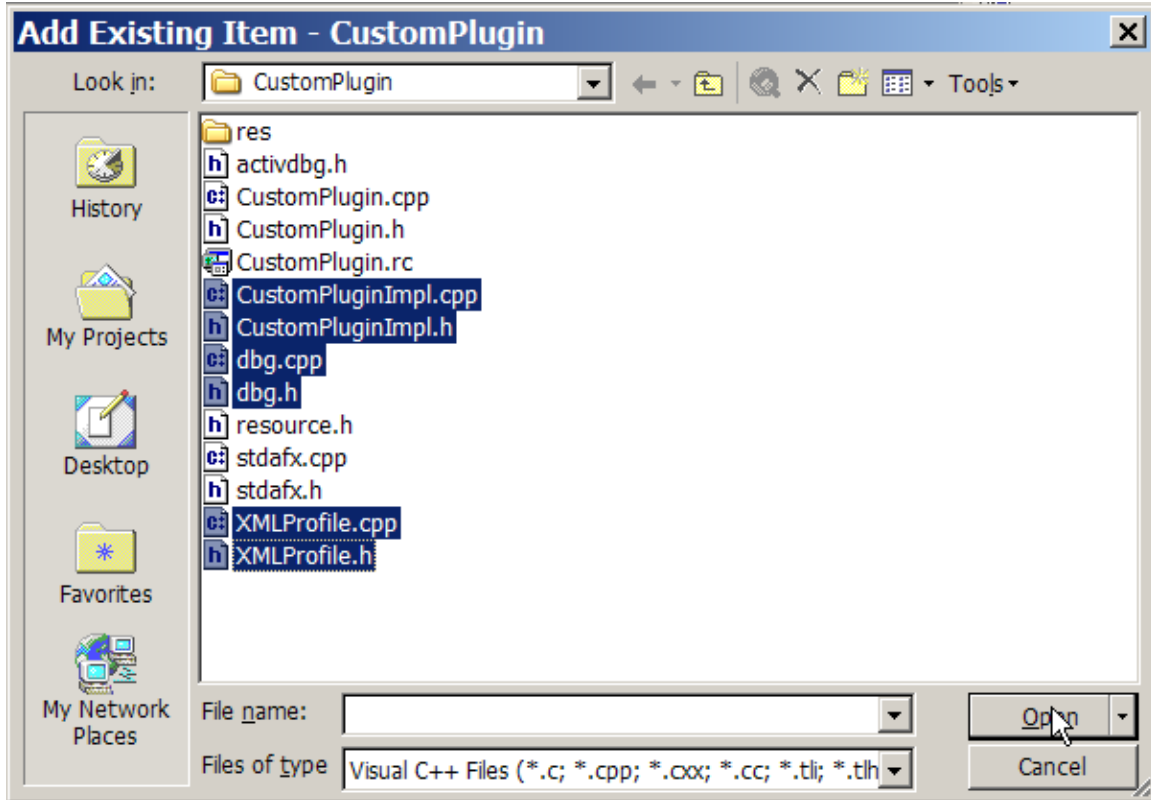 Add Existing Item - CustomPlugin
Look in:
CustomPlugin
Tools
History
My Projects
Desktop
Favorites
My Network
Places
res
activdbg.h
CustomPlugin.cpp
CustomPlugin.h
CustomPlugin.rc
CustomPluginImpl.cpp
CustomPluginImpl.h
dbg.cpp
dbg.h
resource.h
stdafx.cpp
stdafx.h
XMLProfile.cpp
XMLProfile.h
File name:
Open
Files of type
Visual C++ Files (*.c; *.cpp; *.cxx; *.cc; *.tli; *.tlh
Cancel